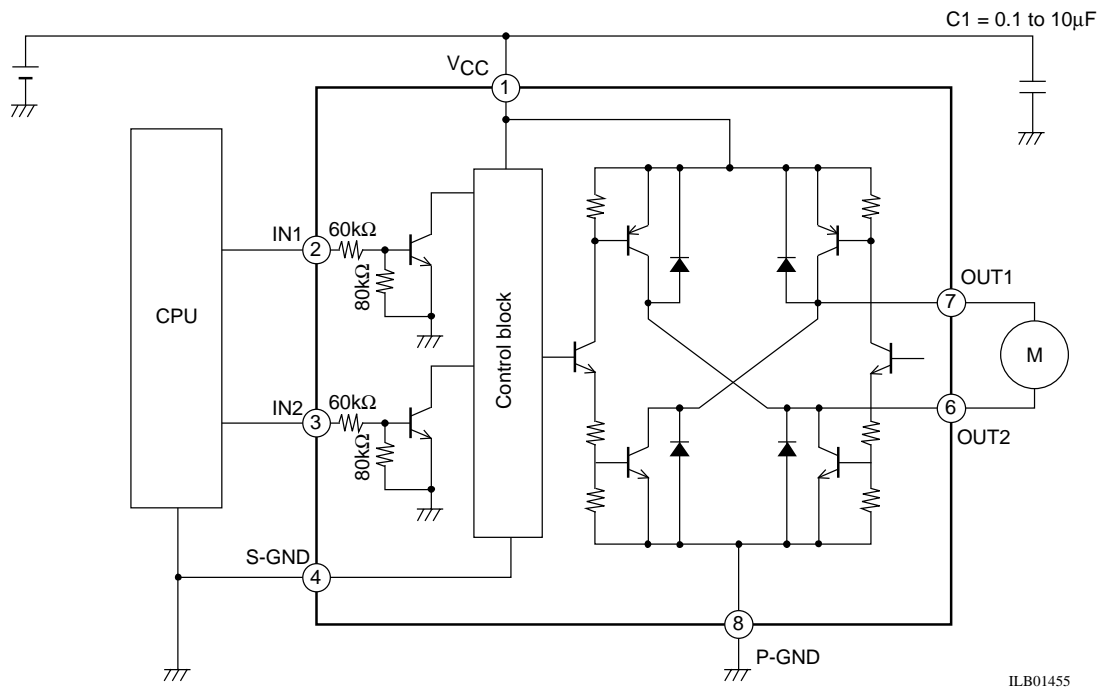 C1 = 0.1 to 10μF
VCC
1
IN1
2
60kΩ
80kΩ
CPU
Control block
OUT1
7
M
IN2
3
60kΩ
80kΩ
6
OUT2
S-GND
4
8
P-GND
ILB01455